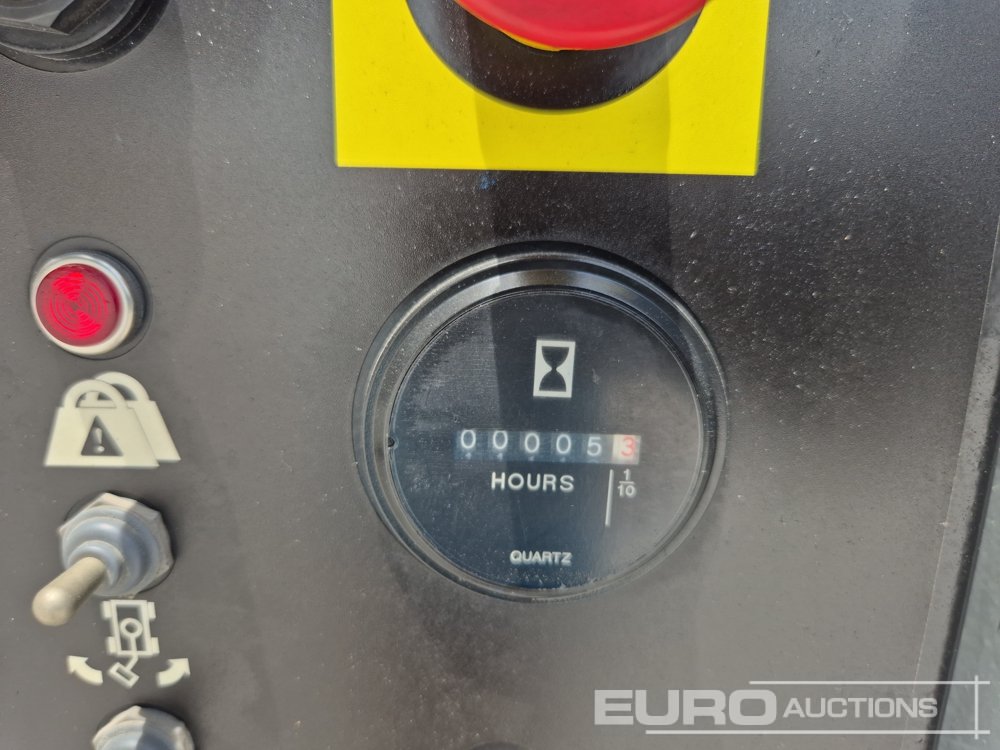 000053
HOURS
1/10
QUARTZ
EURO AUCTIONS